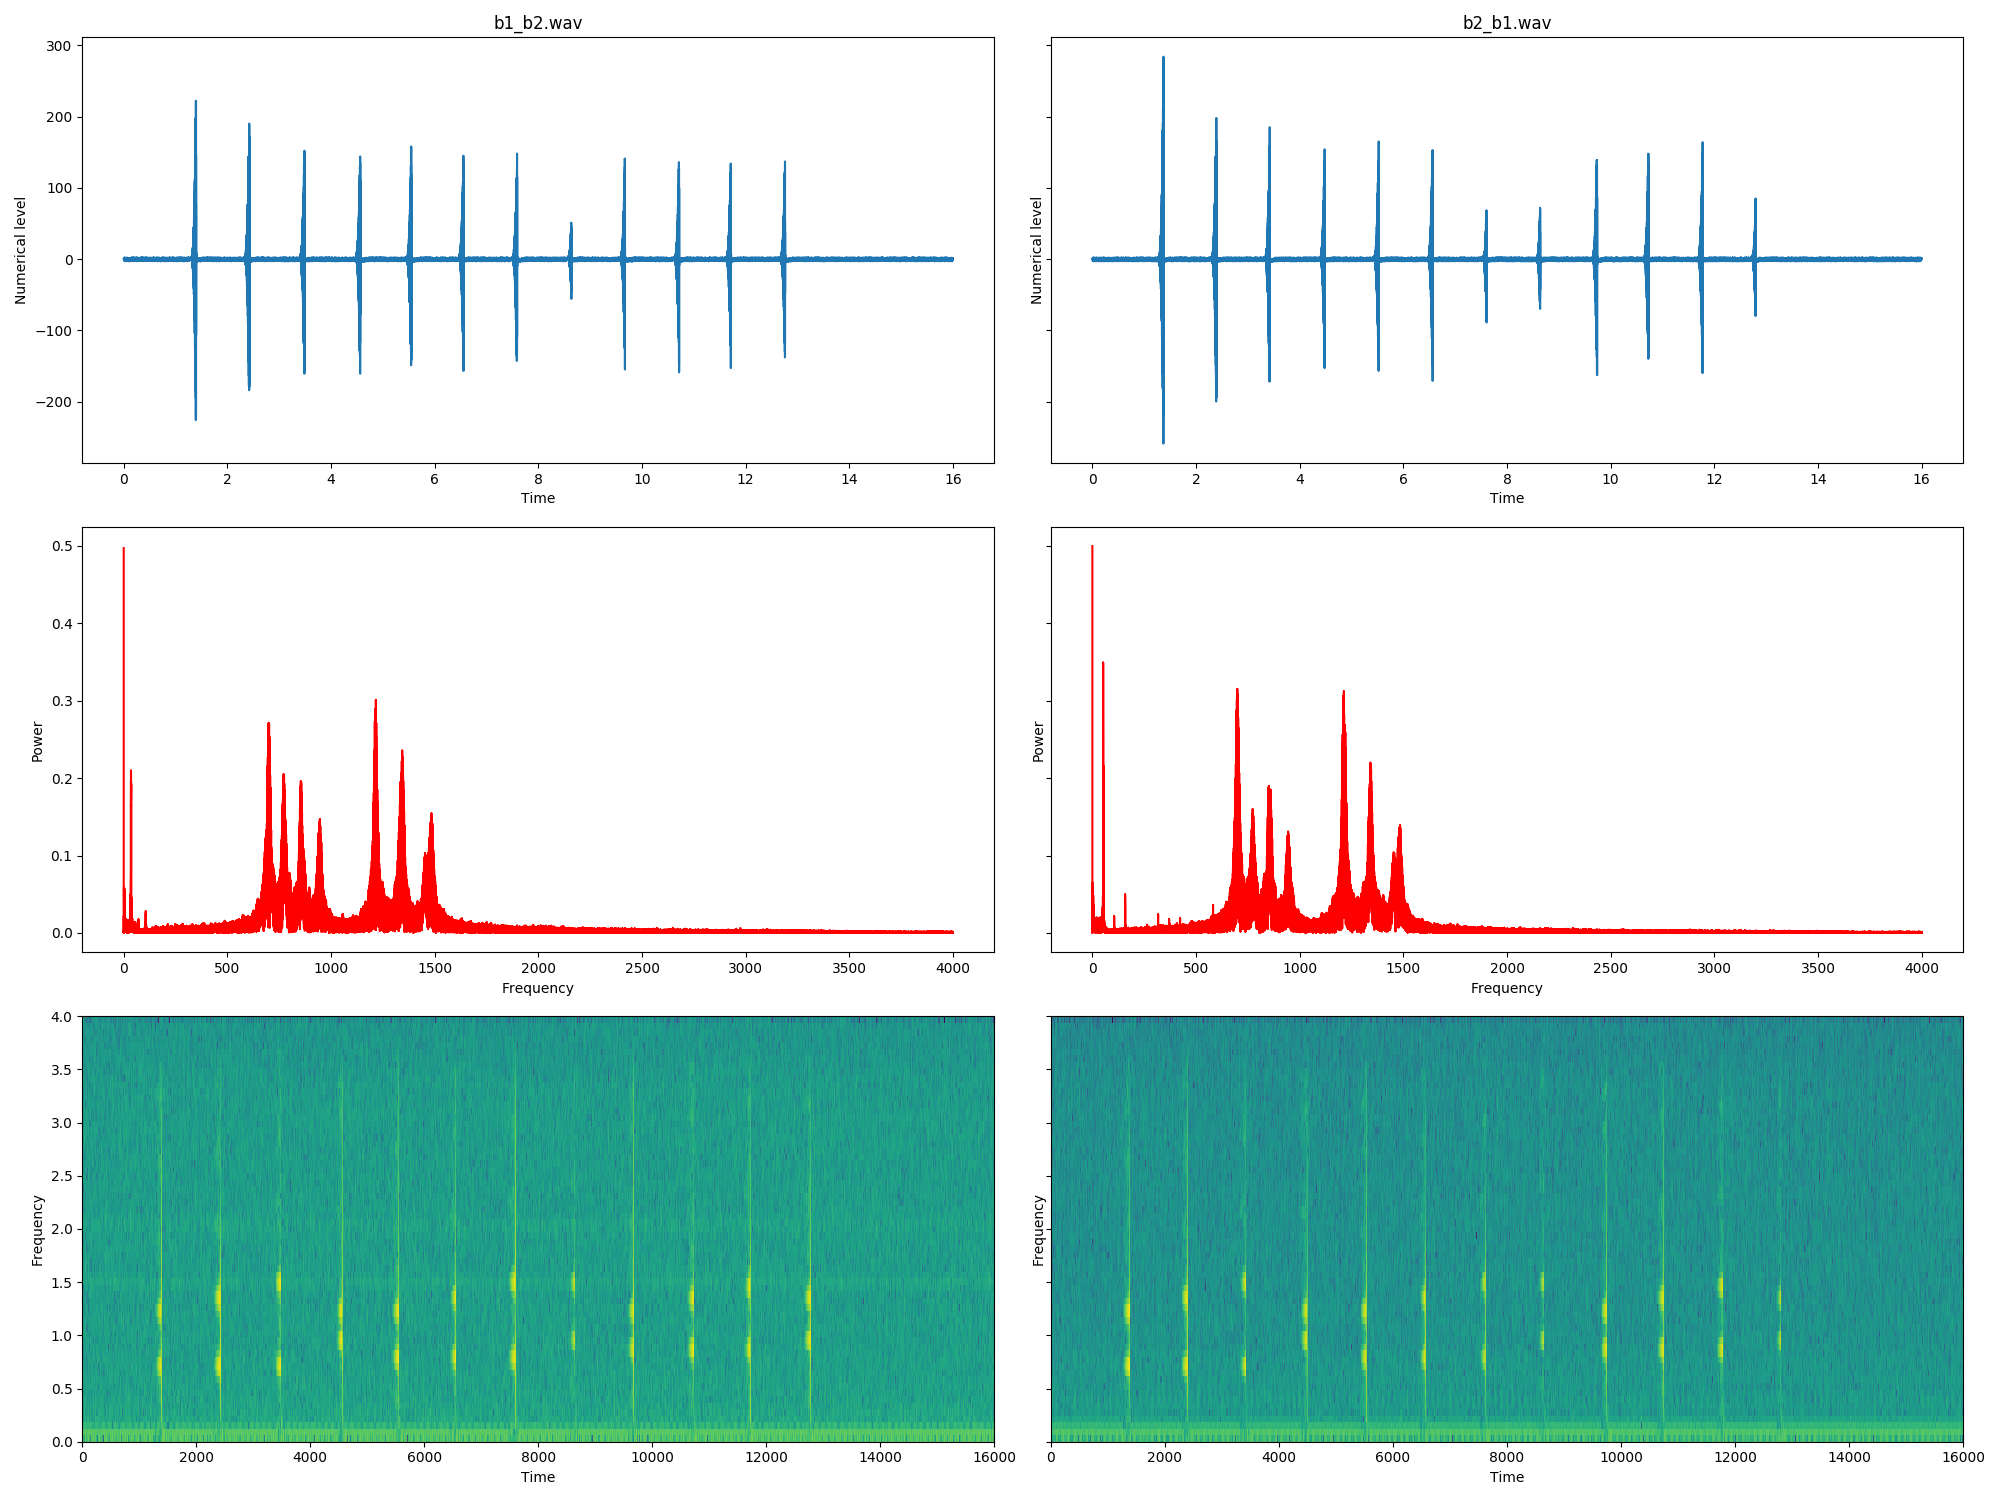 b1_b2.wav b2_b1.wav
300
200
100
0
−100
−200
Numerical level Numerical level
0 2 4 6 8 10 12 14 16 0 2 4 6 8 10 12 14 16
Time Time
0.5
0.4
0.3
0.2
0.1
0.0
Power Power
0 500 1000 1500 2000 2500 3000 3500 4000 0 500 1000 1500 2000 2500 3000 3500 4000
Frequency Frequency
4.0
3.5
3.0
2.5
2.0
1.5
1.0
0.5
0.0
Frequency Frequency
0 2000 4000 6000 8000 10000 12000 14000 16000 0 2000 4000 6000 8000 10000 12000 14000 16000
Time Time